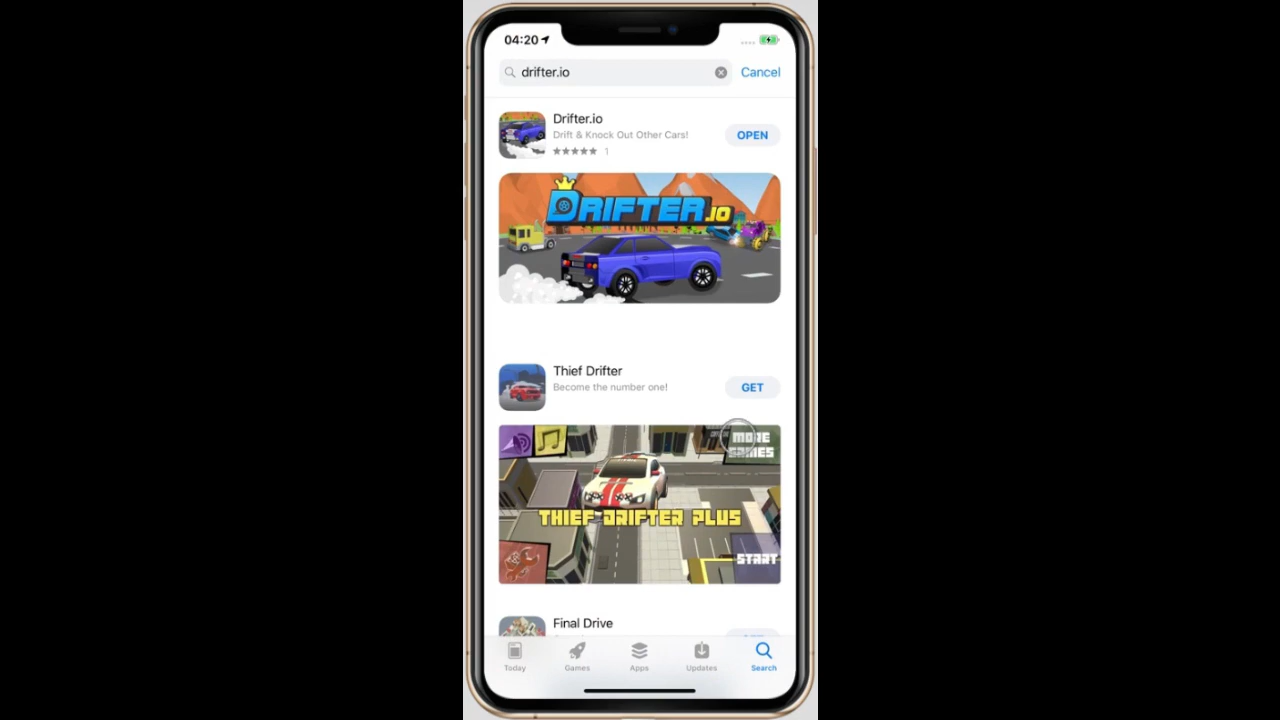 04:20
drifter.io
Cancel
Drifter.io
Drift & Knock Out Other Cars!
OPEN
1
DRIFTER.io
Thief Drifter
Become the number one!
GET
MORE
GAMES
THIEF DRIFTER PLUS
START
Final Drive
Today
Games
Apps
Updates
Search